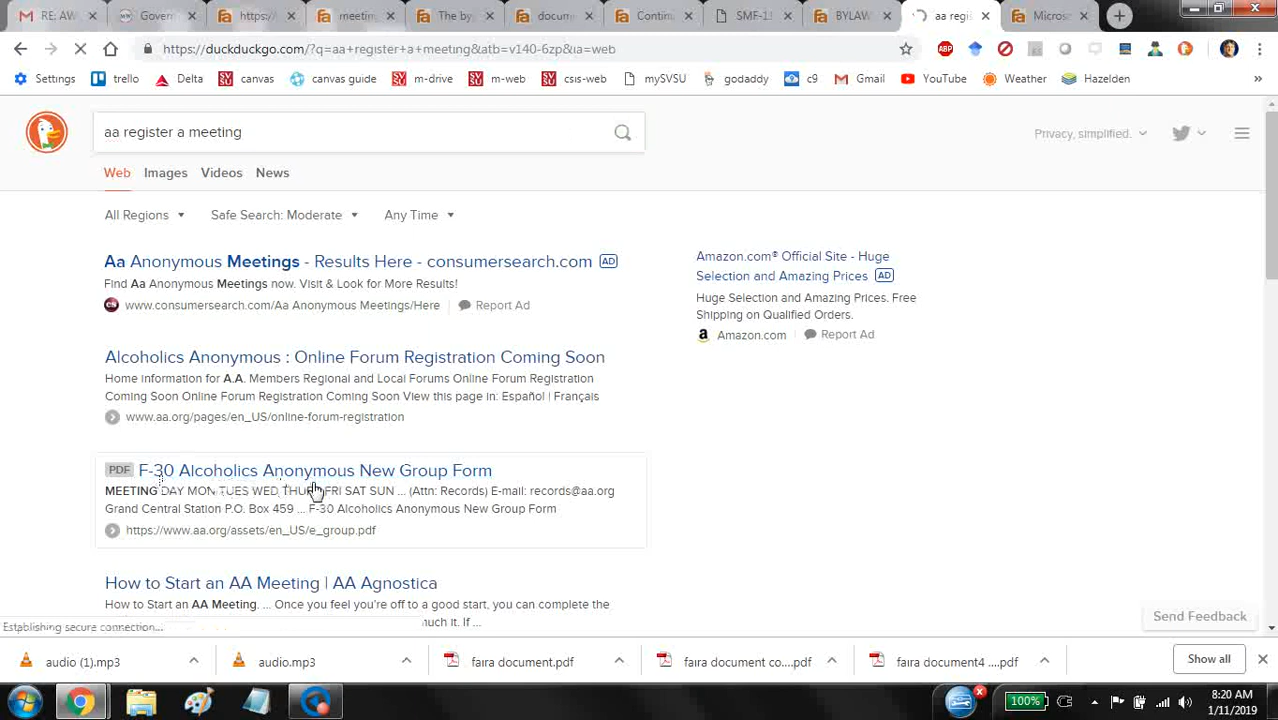 RE: AW
Govern
https:/
meetin
The by
docum
Continu
SMF-1
BYLAW
aa regi
Micros
https://duckduckgo.com/?q=aa+register+a+meeting&atb=v140-6zp&ia=web
Settings trello Delta canvas canvas guide m-drive m-web csis-web mySVSU godaddy c9 Gmail YouTube Weather Hazelden »
aa register a meeting
Privacy, simplified.
Web Images Videos News
All Regions Safe Search: Moderate Any Time
Aa Anonymous Meetings - Results Here - consumersearch.com AD
Find Aa Anonymous Meetings now. Visit & Look for More Results!
www.consumersearch.com/Aa Anonymous Meetings/Here Report Ad
Amazon.com® Official Site - Huge
Selection and Amazing Prices AD
Huge Selection and Amazing Prices. Free
Shipping on Qualified Orders.
Amazon.com Report Ad
Alcoholics Anonymous : Online Forum Registration Coming Soon
Home information for A.A. Members Regional and Local Forums Online Forum Registration
Coming Soon Online Forum Registration Coming Soon View this page in: Español | Français
www.aa.org/pages/en_US/online-forum-registration
PDF F-30 Alcoholics Anonymous New Group Form
MEETING DAY MON TUES WED THUR FRI SAT SUN ... (Attn: Records) E-mail: records@aa.org
Grand Central Station P.O. Box 459 ... F-30 Alcoholics Anonymous New Group Form
https://www.aa.org/assets/en_US/e_group.pdf
How to Start an AA Meeting | AA Agnostica
How to Start an AA Meeting. ... Once you feel you're off to a good start, you can complete the
much it. If ...
Establishing secure connection...
Send Feedback
audio (1).mp3 audio.mp3 faira document.pdf faira document co....pdf faira document4 ....pdf Show all
100%
8:20 AM
1/11/2019